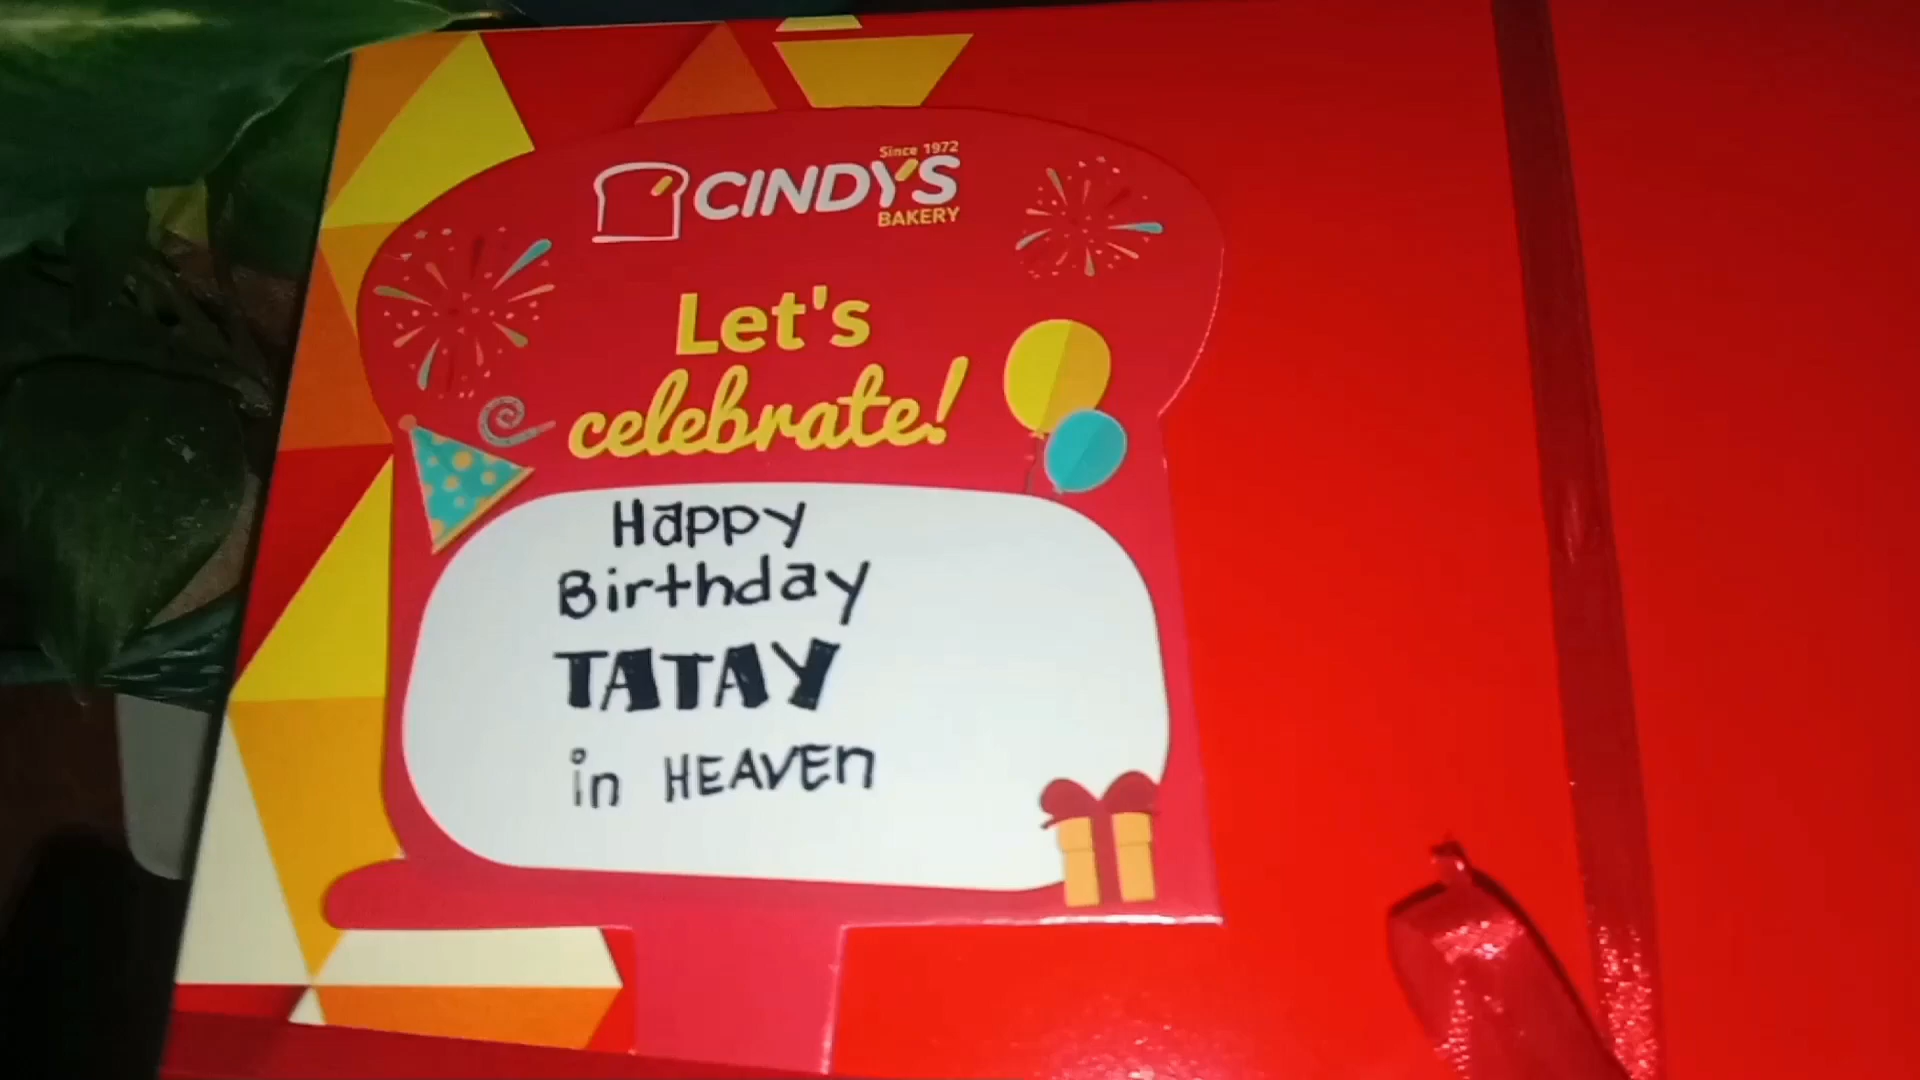 Since 1972
CINDY'S
BAKERY
Let's
celebrate!
Happy
Birthday
TATAY
in HEAVEN